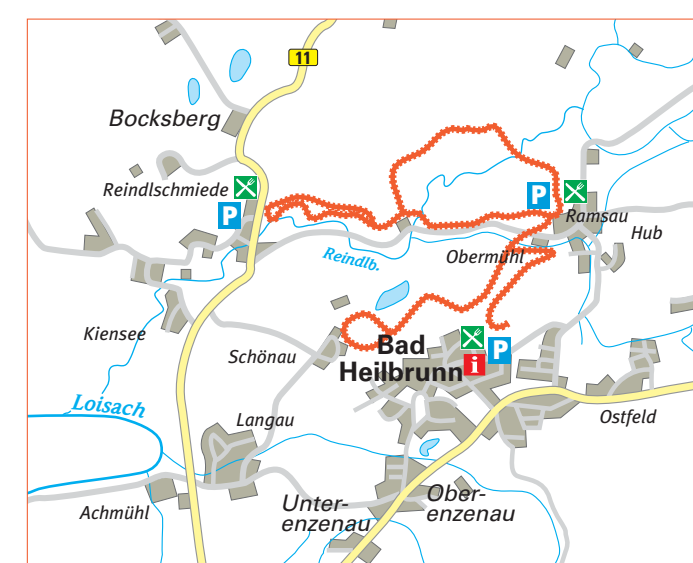 11
Bocksberg
Reindlschmiede
P
P
Ramsau
Hub
Reindlb.
Obermühl
Kiensee
Schönau
Bad
Heilbrunn
i
P
Loisach
Langau
Ostfeld
Achmühl
Unter-
enzenau
Ober-
enzenau